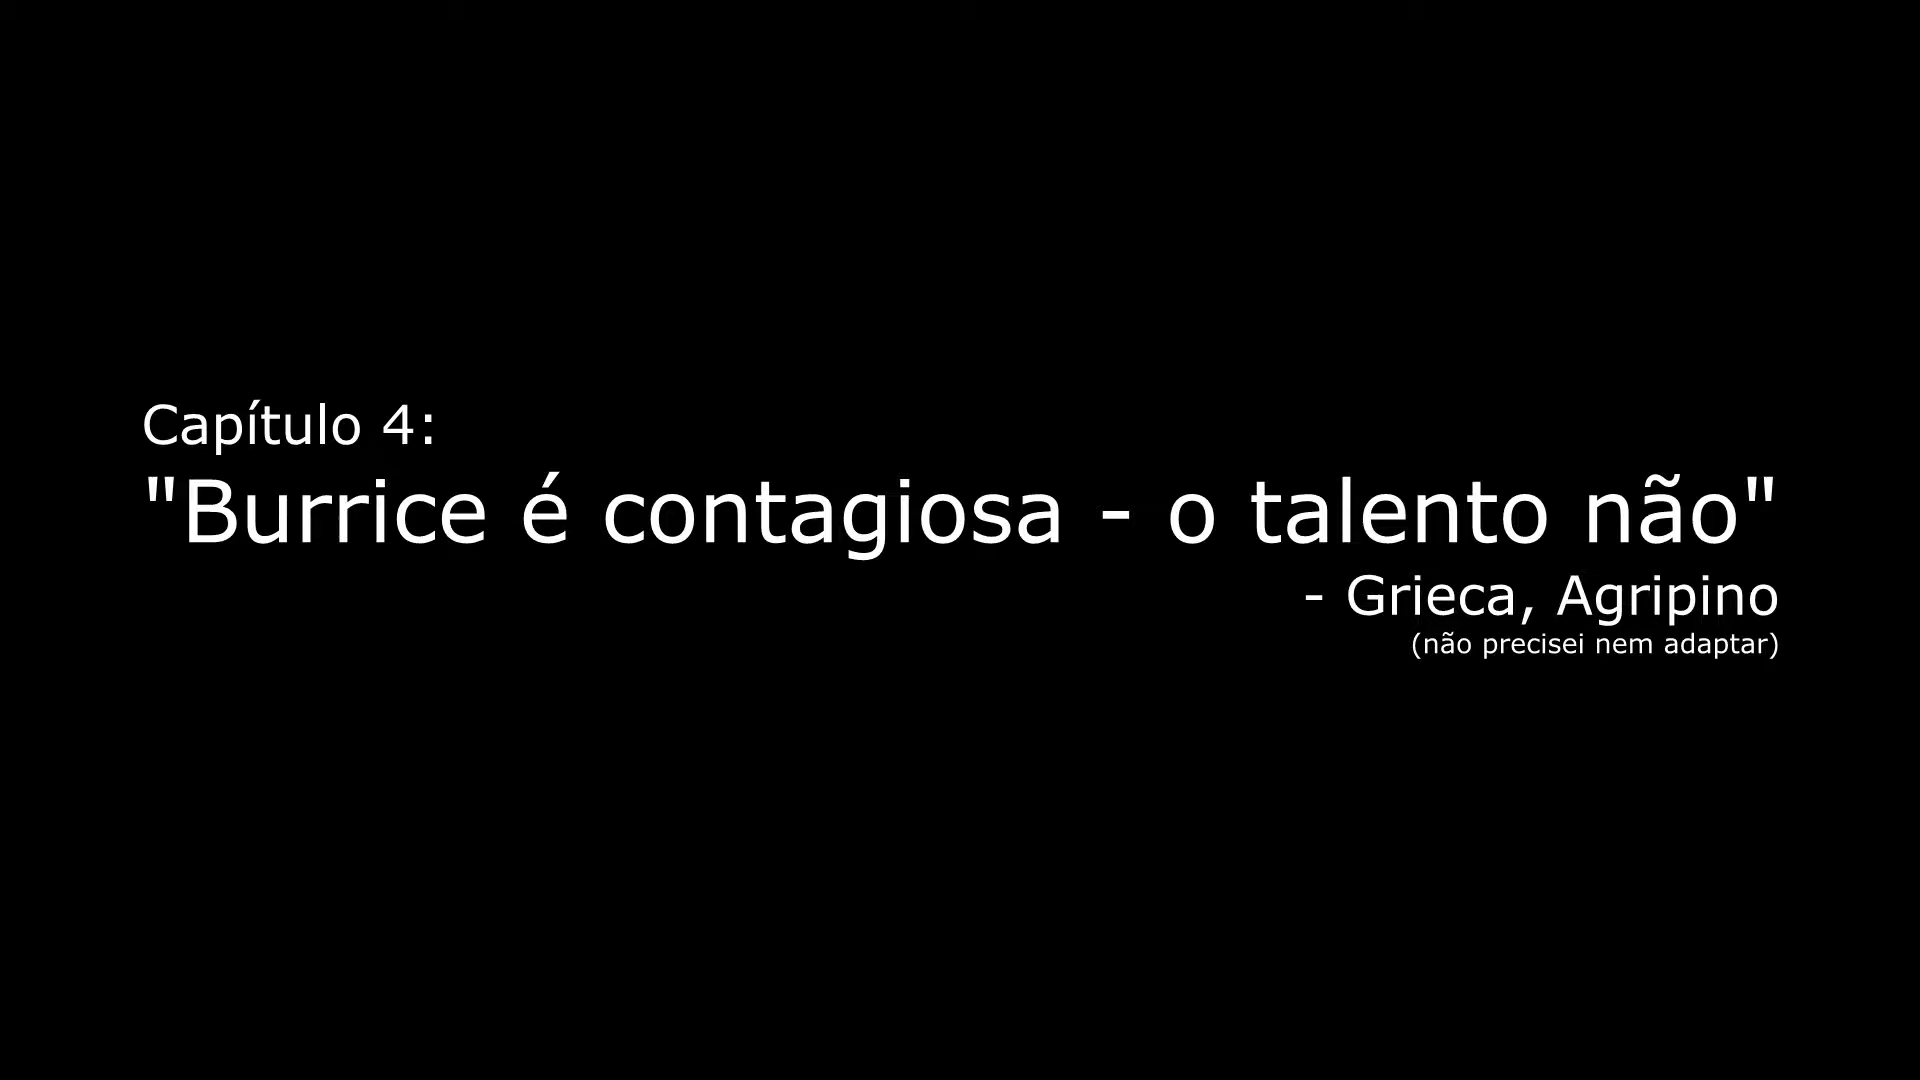 Capítulo 4:
"Burrice é contagiosa - o talento não"
- Grieca, Agripino
(não precisei nem adaptar)